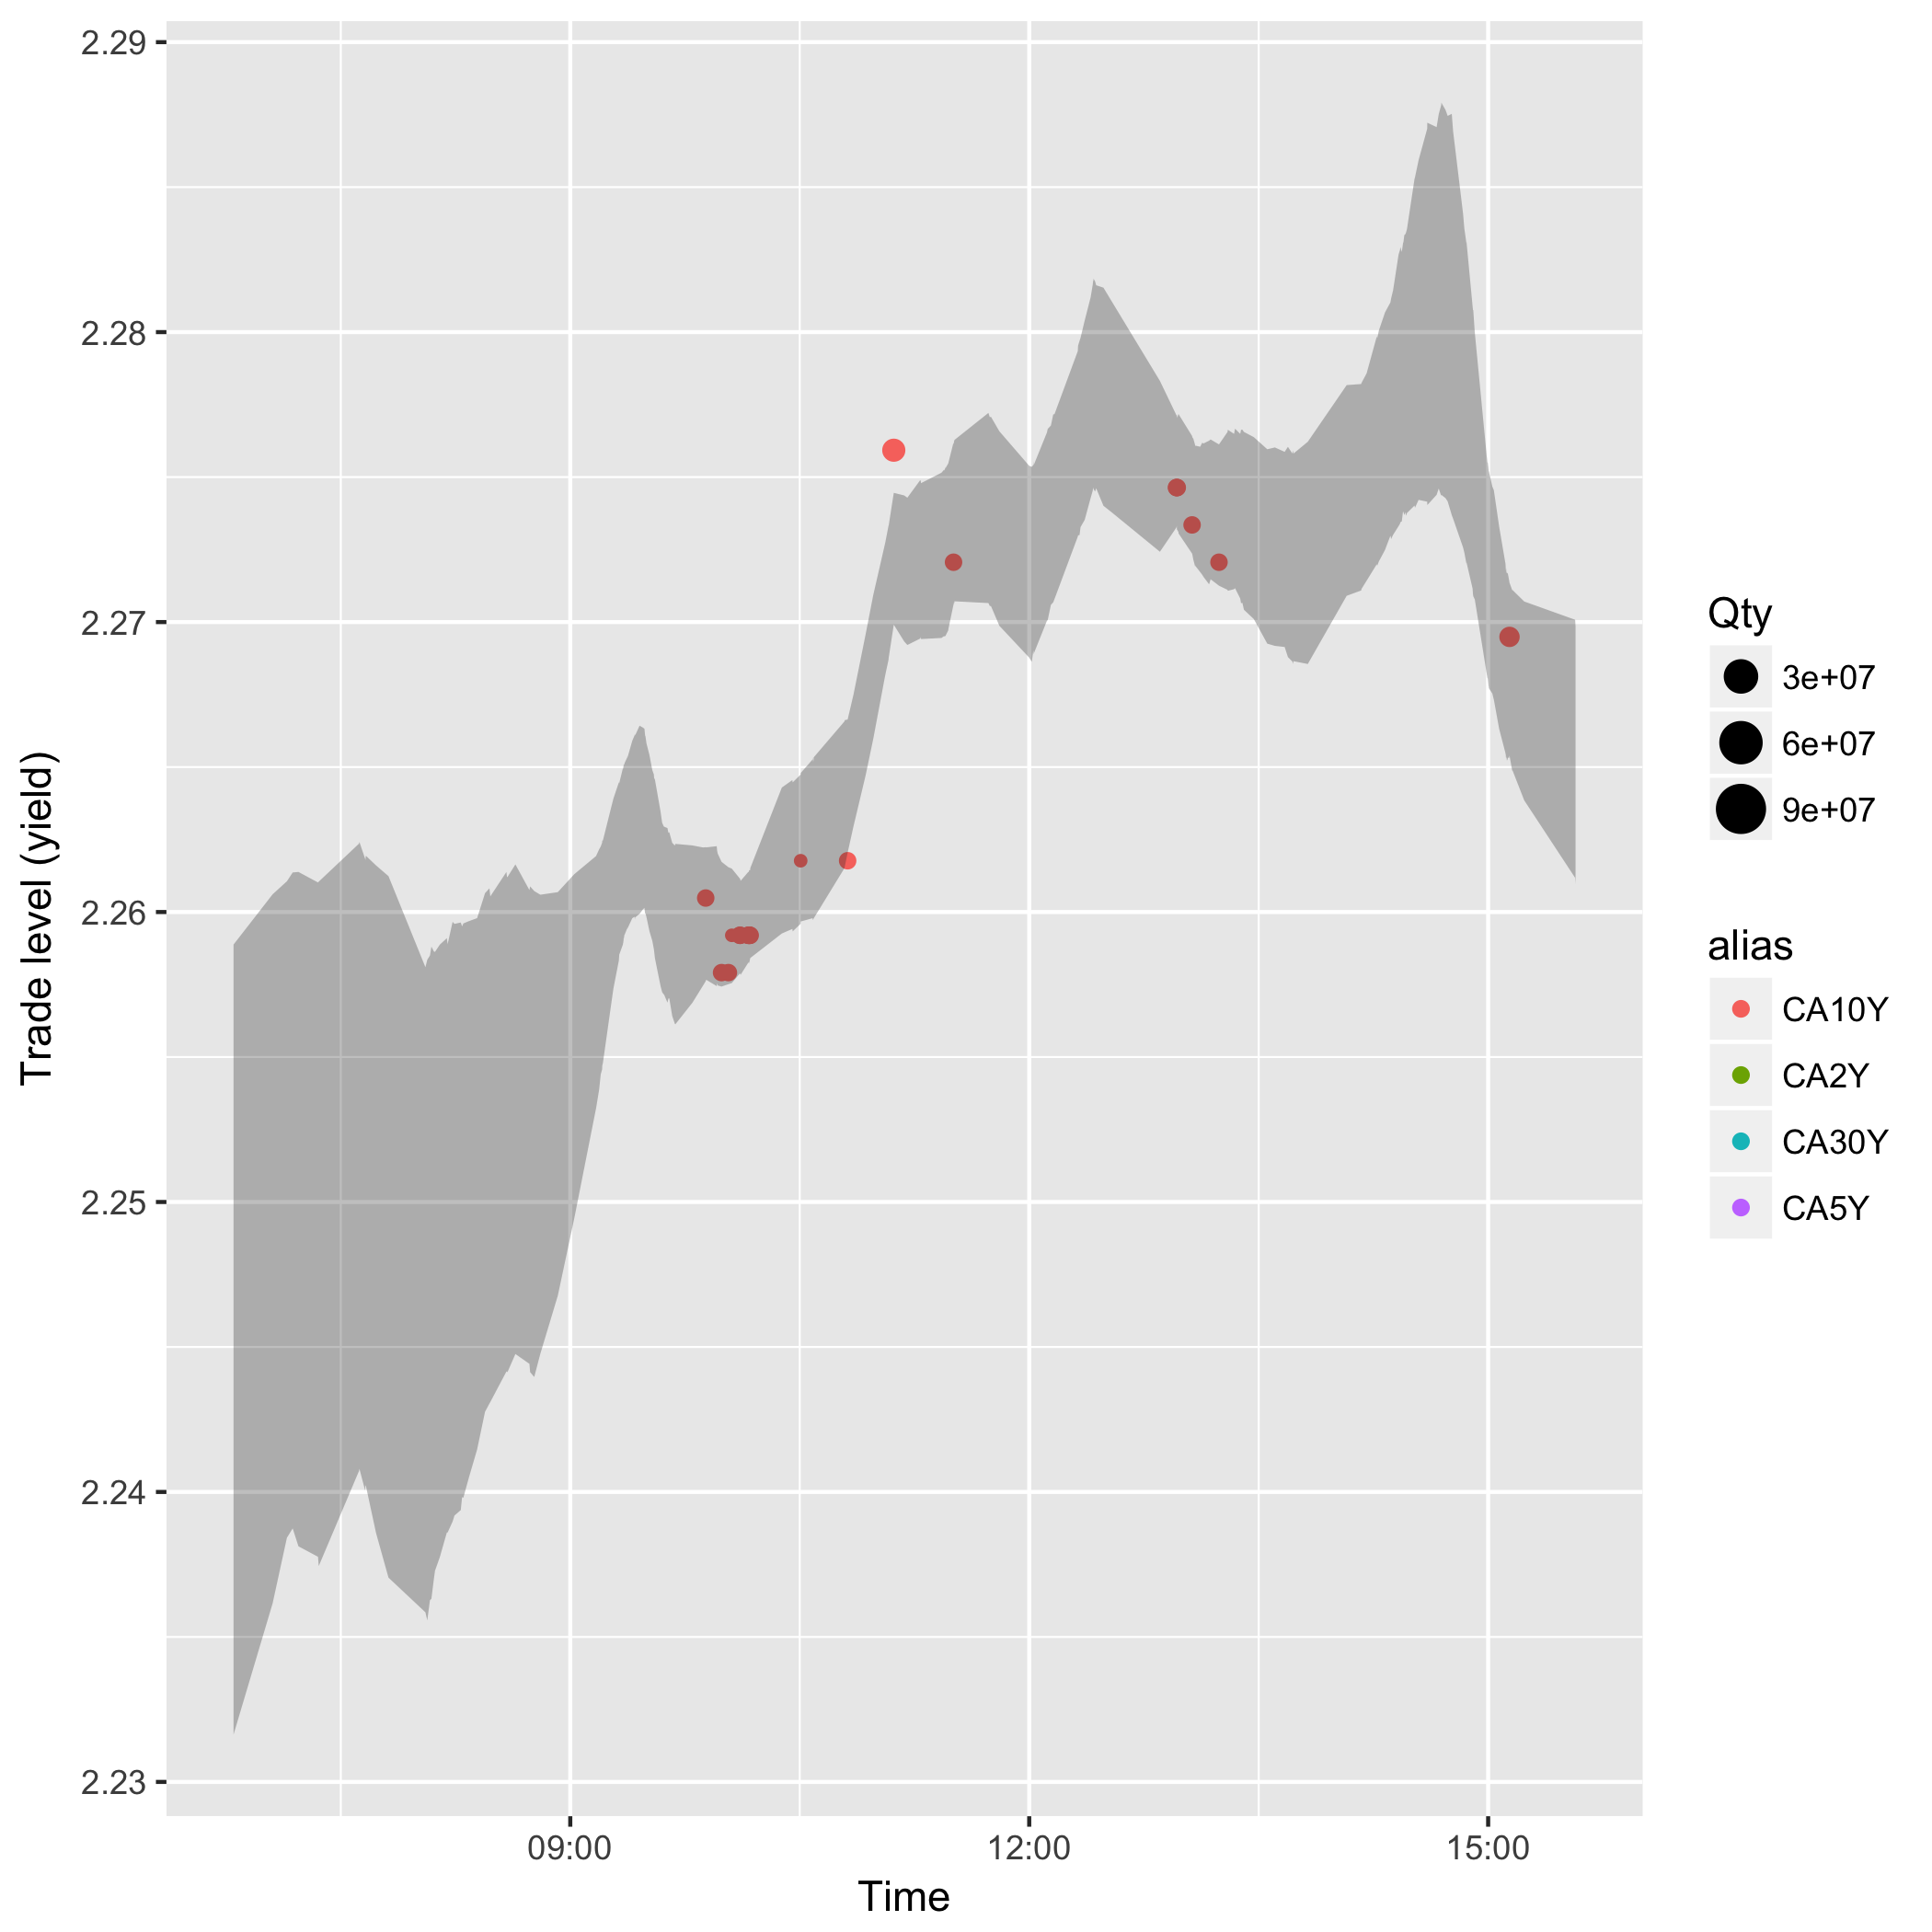 2.29
2.28
2.27
2.26
2.25
2.24
2.23
Trade level (yield)
09:00
12:00
15:00
Time
Qty
3e+07
6e+07
9e+07
alias
CA10Y
CA2Y
CA30Y
CA5Y